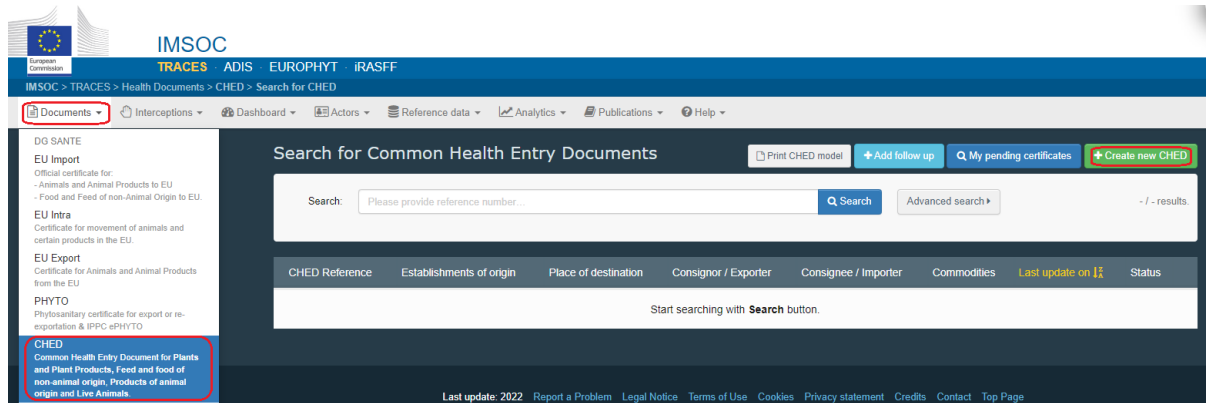 European
Commission
IMSOC
TRACES · ADIS · EUROPHYT · iRASFF
IMSOC > TRACES > Health Documents > CHED > Search for CHED
Documents Interceptions Dashboard Actors Reference data Analytics Publications Help
DG SANTE
EU Import
Official certificate for:
- Animals and Animal Products to EU
- Food and Feed of non-Animal Origin to EU.
EU Intra
Certificate for movement of animals and
certain products in the EU.
EU Export
Certificate for Animals and Animal Products
from the EU
PHYTO
Phytosanitary certificate for export or re-
exportation & IPPC ePHYTO
CHED
Common Health Entry Document for Plants
and Plant Products, Feed and food of
non-animal origin, Products of animal
origin and Live Animals.
Search for Common Health Entry Documents
Print CHED model +Add follow up My pending certificates +Create new CHED
Search: Please provide reference number... Search Advanced search - / - results.
CHED Reference Establishments of origin Place of destination Consignor / Exporter Consignee / Importer Commodities Last update on Status
Start searching with Search button.
Last update: 2022 Report a Problem Legal Notice Terms of Use Cookies Privacy statement Credits Contact Top Page